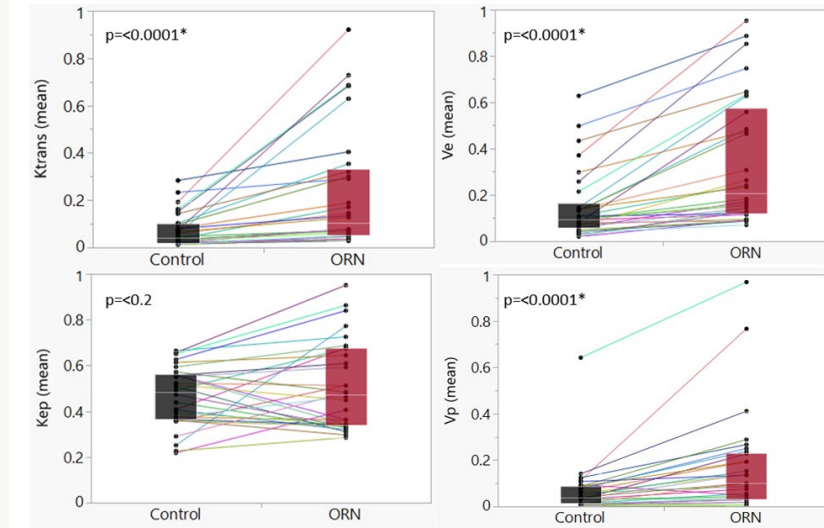 p=<0.0001*
Ktrans (mean)
1
0.8
0.6
0.4
0.2
0
Control
ORN
p=<0.0001*
Ve (mean)
1
0.8
0.6
0.4
0.2
0
Control
ORN
p=<0.2
Kep (mean)
1
0.8
0.6
0.4
0.2
0
Control
ORN
p=<0.0001*
Vp (mean)
1
0.8
0.6
0.4
0.2
0
Control
ORN